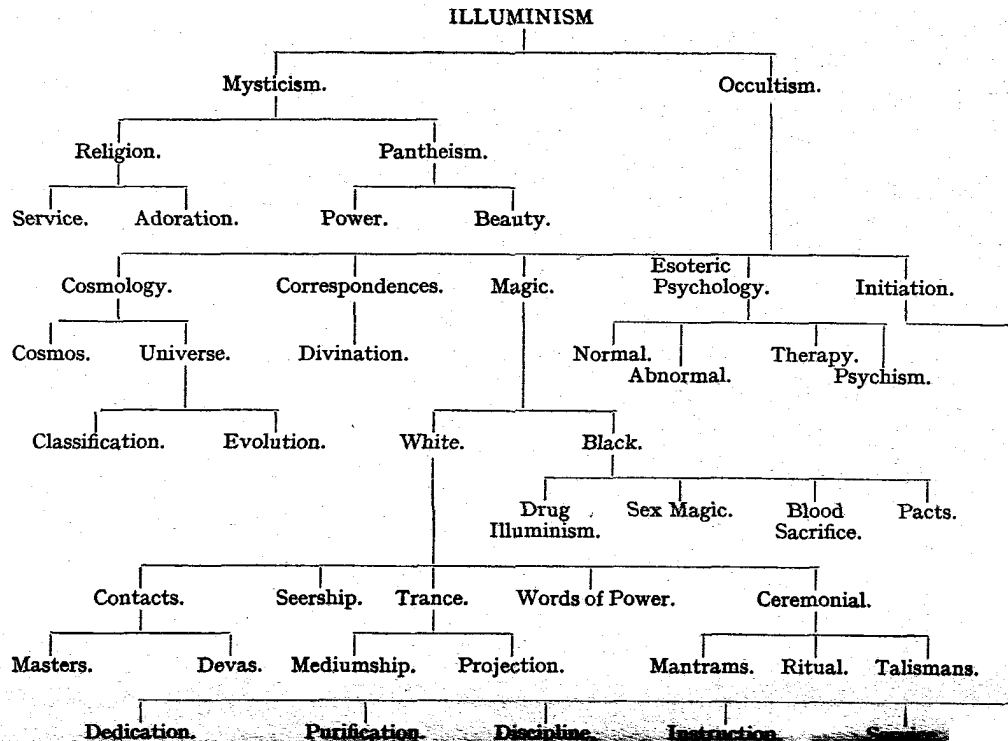 ILLUMINISM
Mysticism. Occultism.
Religion. Pantheism.
Service. Adoration. Power. Beauty.
Cosmology. Correspondences. Magic. Esoteric Psychology. Initiation.
Cosmos. Universe. Divination. Normal. Abnormal. Therapy. Psychism.
Classification. Evolution. White. Black.
Drug Illuminism. Sex Magic. Blood Sacrifice. Pacts.
Contacts. Seership. Trance. Words of Power. Ceremonial.
Masters. Devas. Mediumship. Projection. Mantrams. Ritual. Talismans.
Dedication. Purification. Discipline. Instruction. Service.